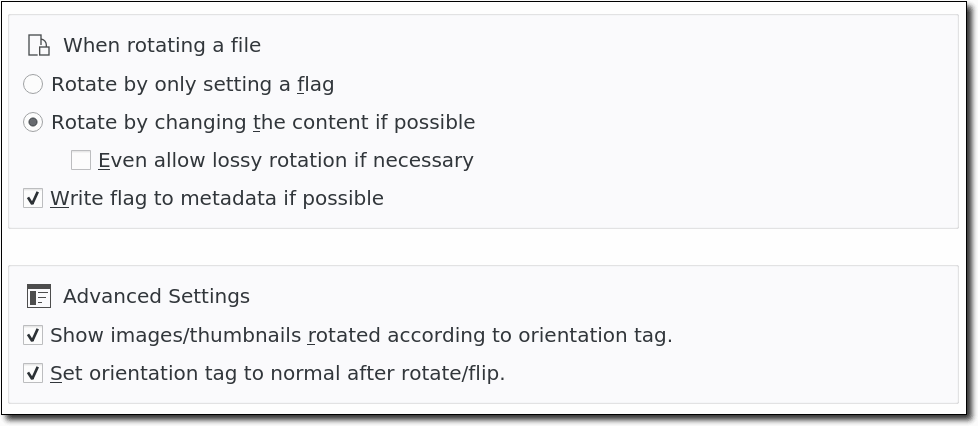 When rotating a file
Rotate by only setting a flag
Rotate by changing the content if possible
Even allow lossy rotation if necessary
Write flag to metadata if possible
Advanced Settings
Show images/thumbnails rotated according to orientation tag.
Set orientation tag to normal after rotate/flip.